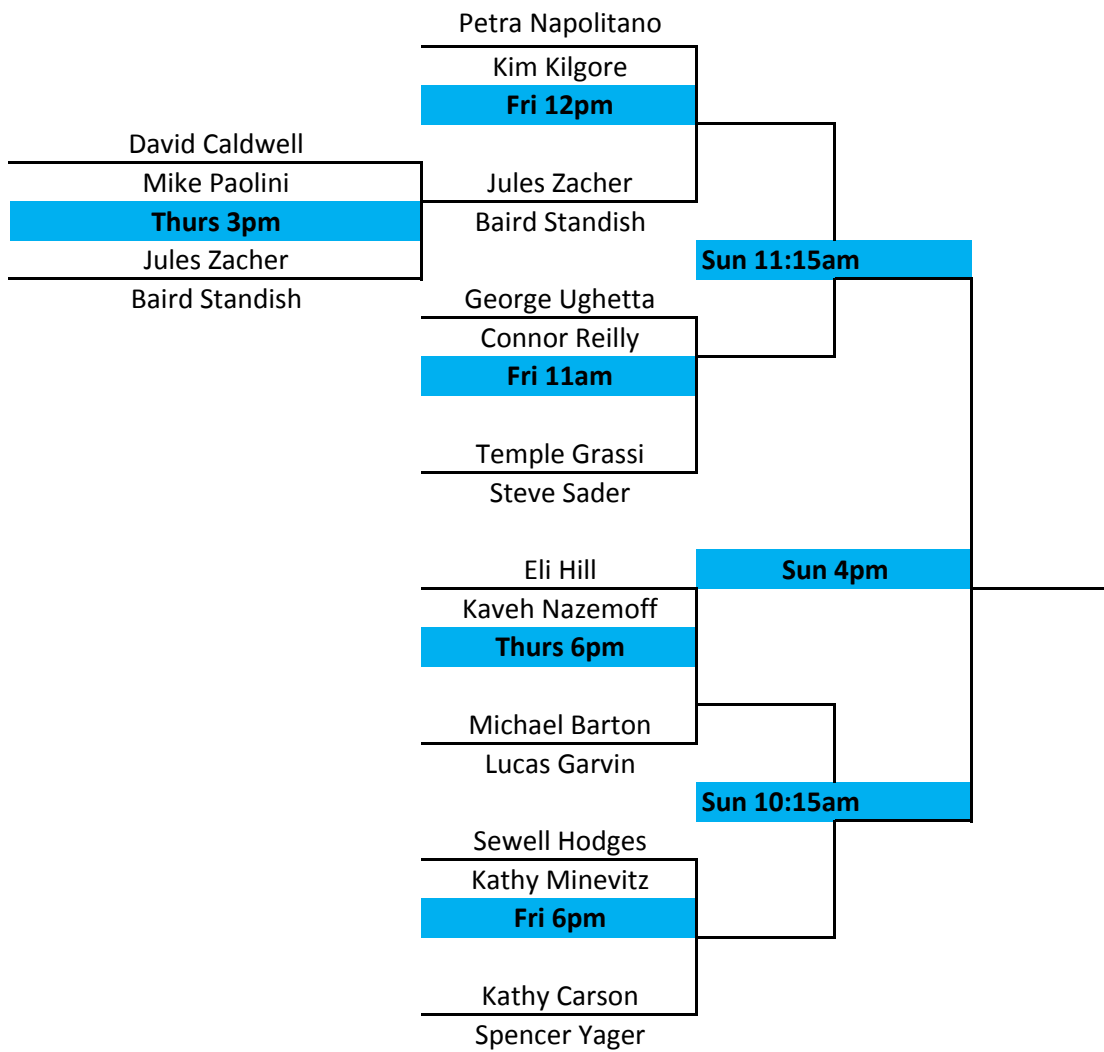 Petra Napolitano
Kim Kilgore
Fri 12pm
David Caldwell
Mike Paolini
Thurs 3pm
Jules Zacher
Baird Standish
Jules Zacher
Baird Standish
Sun 11:15am
George Ughetta
Connor Reilly
Fri 11am
Temple Grassi
Steve Sader
Eli Hill
Kaveh Nazemoff
Thurs 6pm
Sun 4pm
Michael Barton
Lucas Garvin
Sun 10:15am
Sewell Hodges
Kathy Minevitz
Fri 6pm
Kathy Carson
Spencer Yager